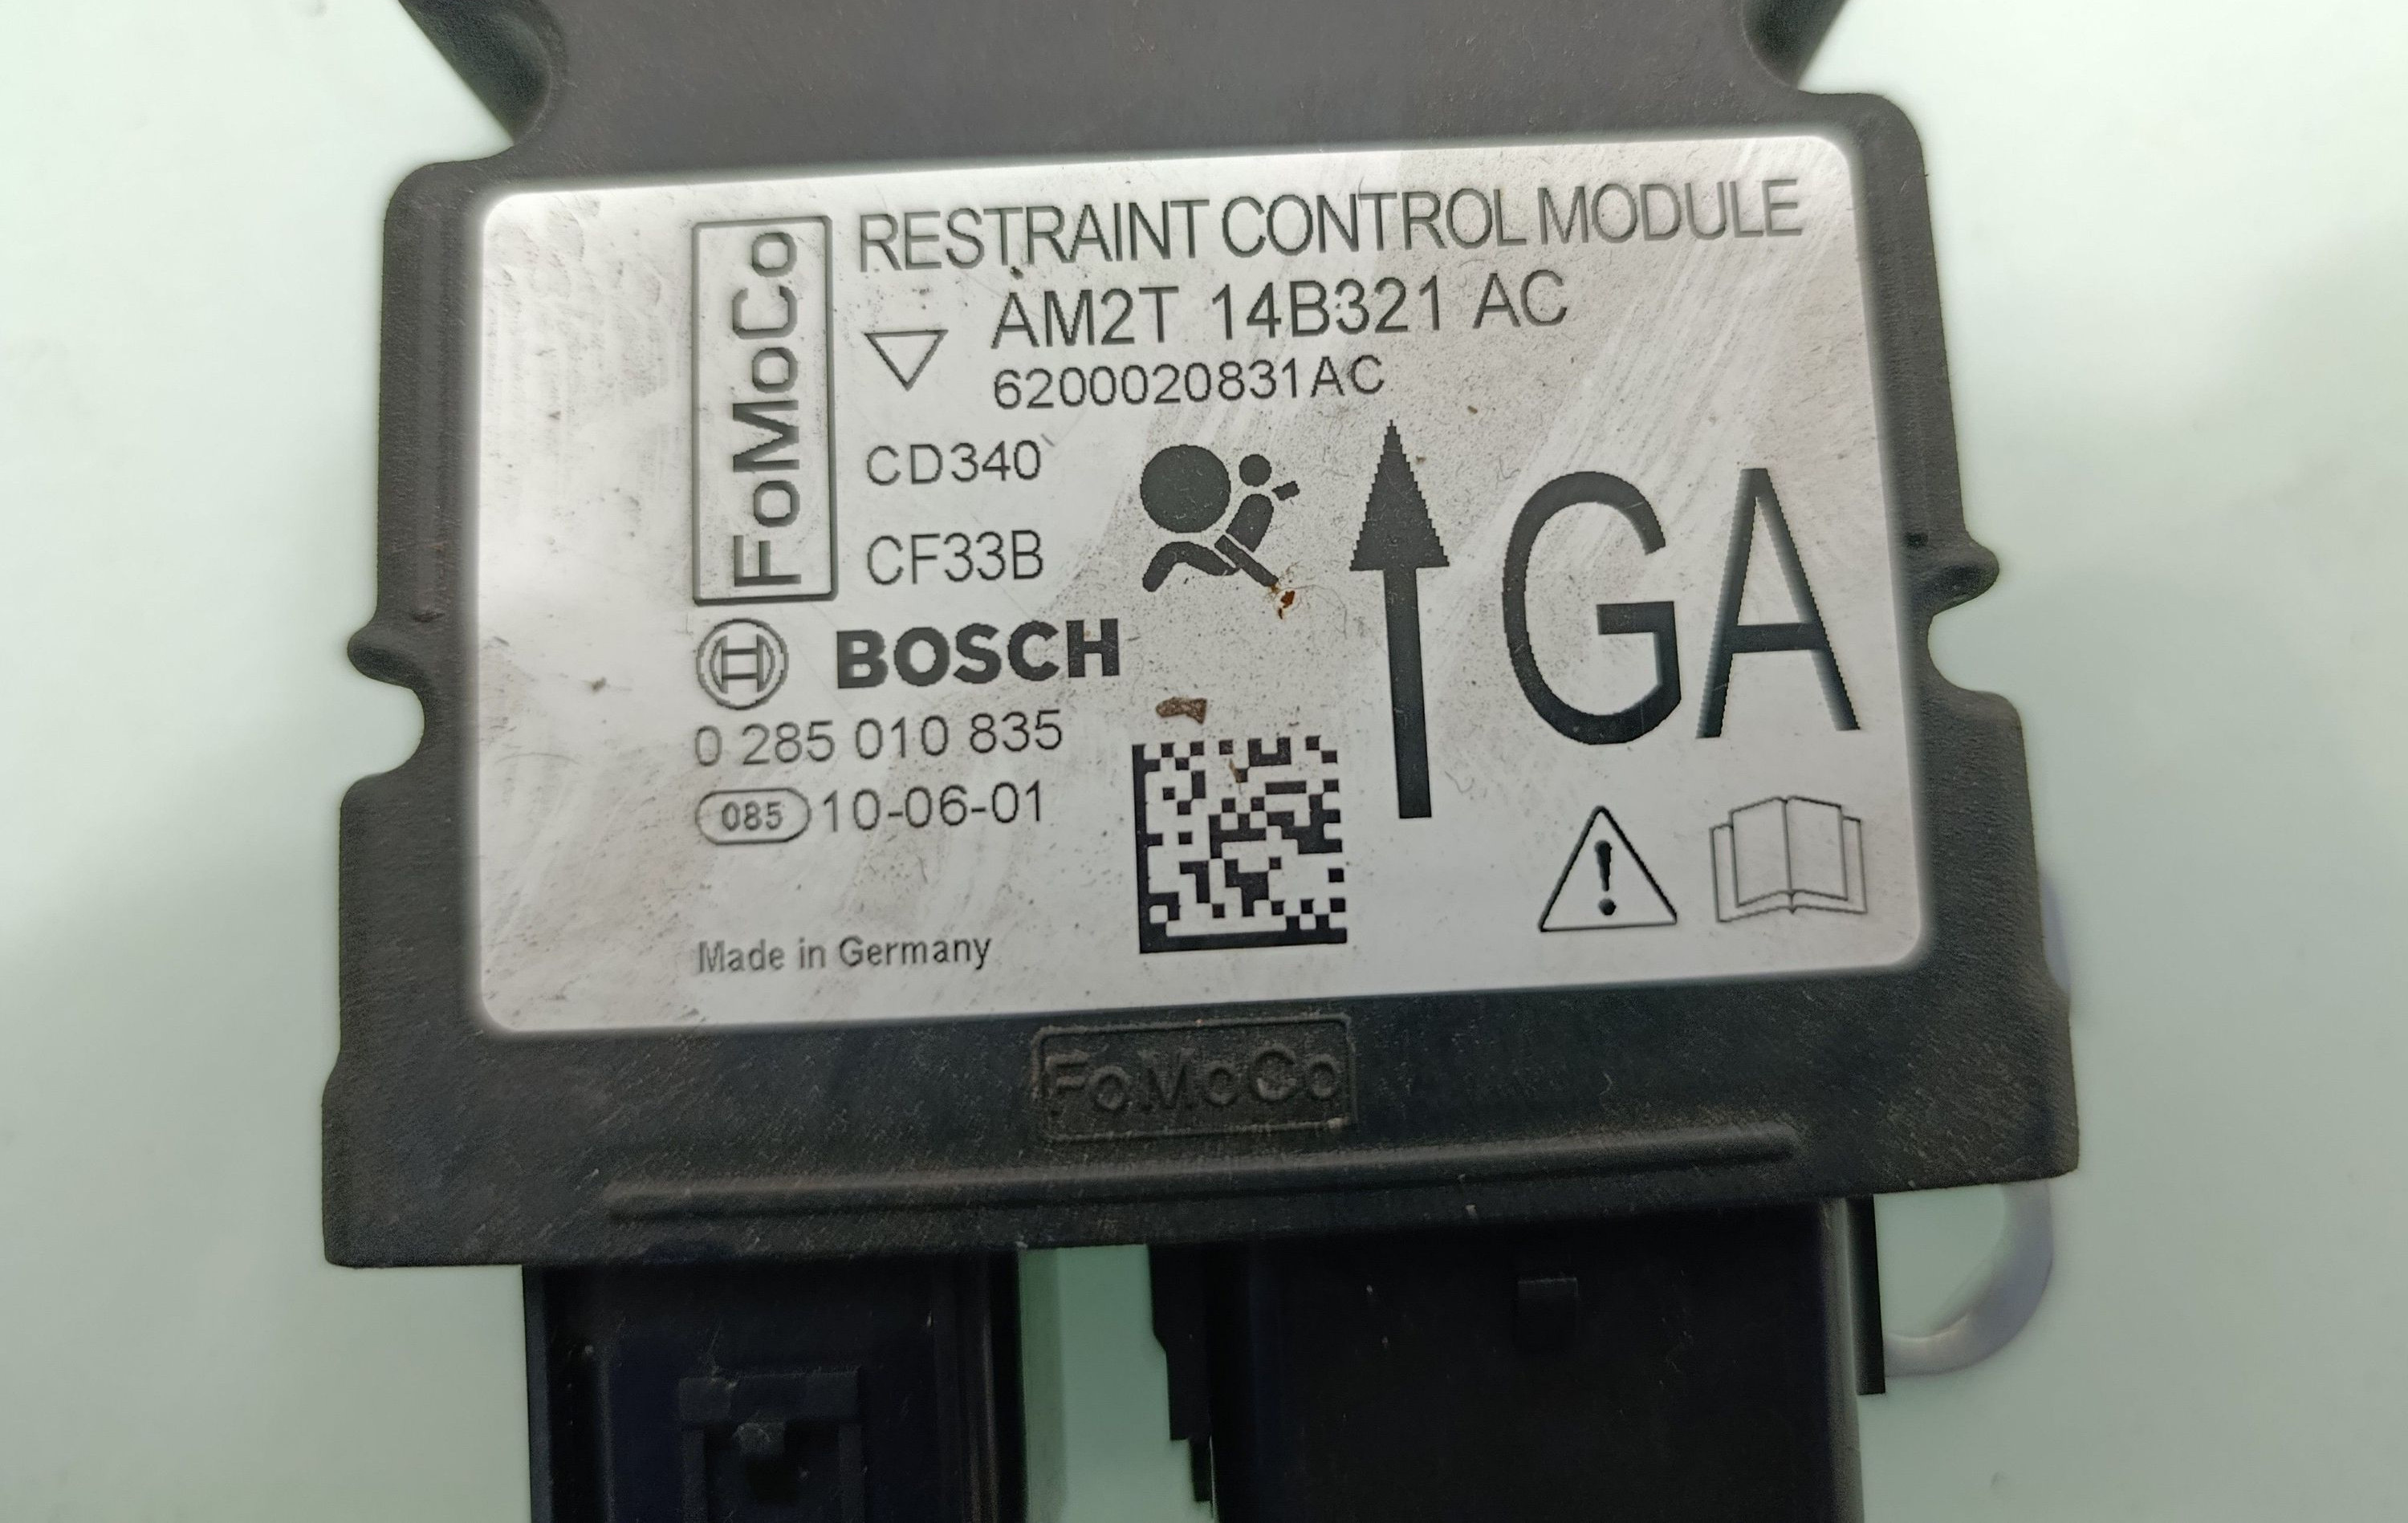 FoMoCo
RESTRAINT CONTROL MODULE
AM2T 14B321 AC
6200020831AC
CD340
CF33B
GA
BOSCH
0 285 010 835
085 10-06-01
Made in Germany
FoMoCo